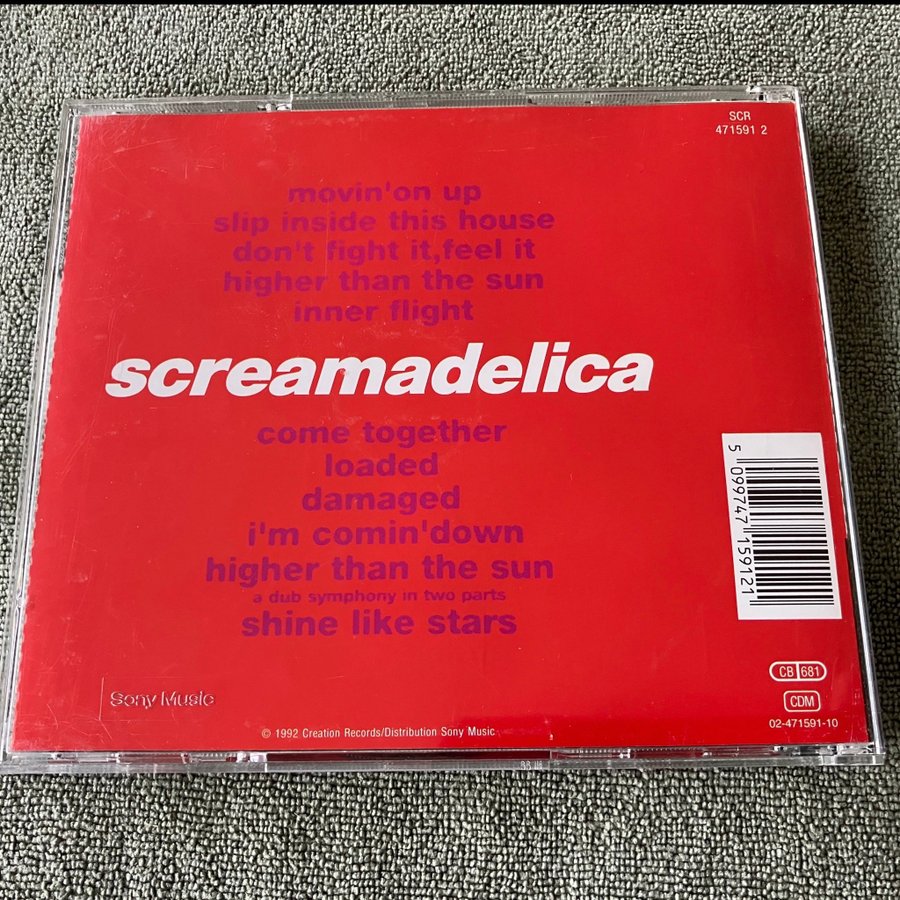 SCR
471591 2
movin'on up
slip inside this house
don't fight it,feel it
higher than the sun
inner flight
screamadelica
come together
loaded
damaged
i'm comin'down
higher than the sun
a dub symphony in two parts
shine like stars
5 099747 159121
CB 681
CDM
02-471591-10
Sony Music
© 1992 Creation Records/Distribution Sony Music